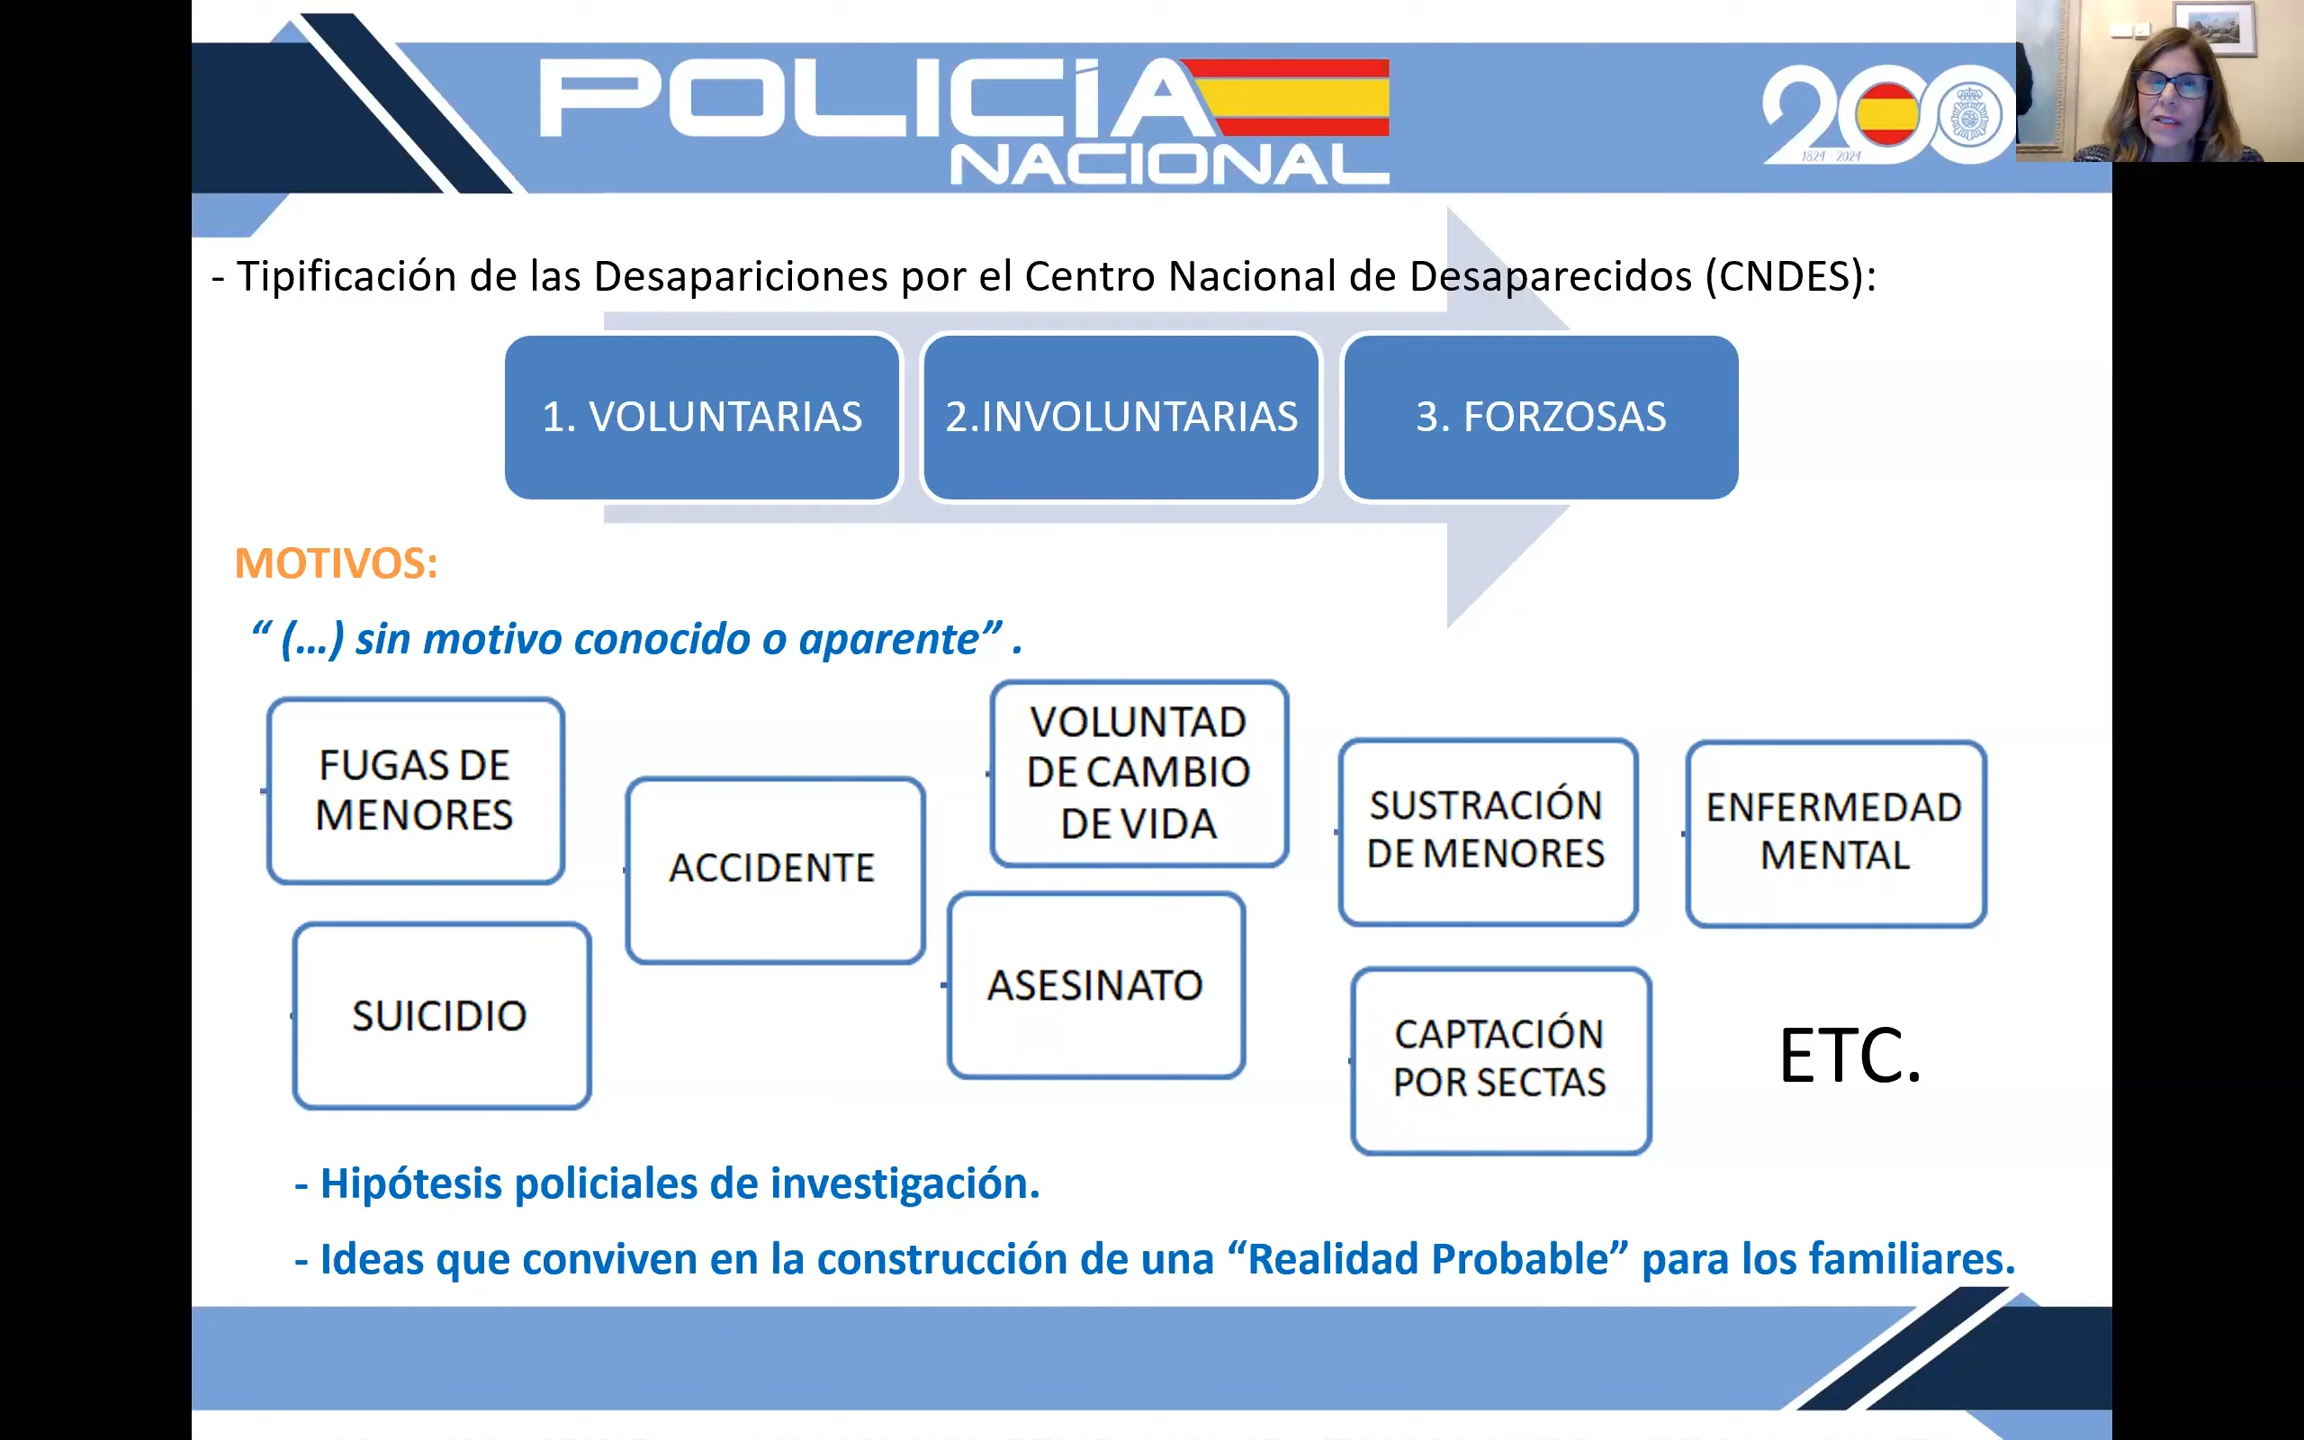 POLICÍA
NACIONAL
200
1824 - 2024
- Tipificación de las Desapariciones por el Centro Nacional de Desaparecidos (CNDES):
1. VOLUNTARIAS
2.INVOLUNTARIAS
3. FORZOSAS
MOTIVOS:
“ (...) sin motivo conocido o aparente” .
FUGAS DE
MENORES
ACCIDENTE
VOLUNTAD
DE CAMBIO
DE VIDA
SUSTRACIÓN
DE MENORES
ENFERMEDAD
MENTAL
SUICIDIO
ASESINATO
CAPTACIÓN
POR SECTAS
ETC.
- Hipótesis policiales de investigación.
- Ideas que conviven en la construcción de una “Realidad Probable” para los familiares.